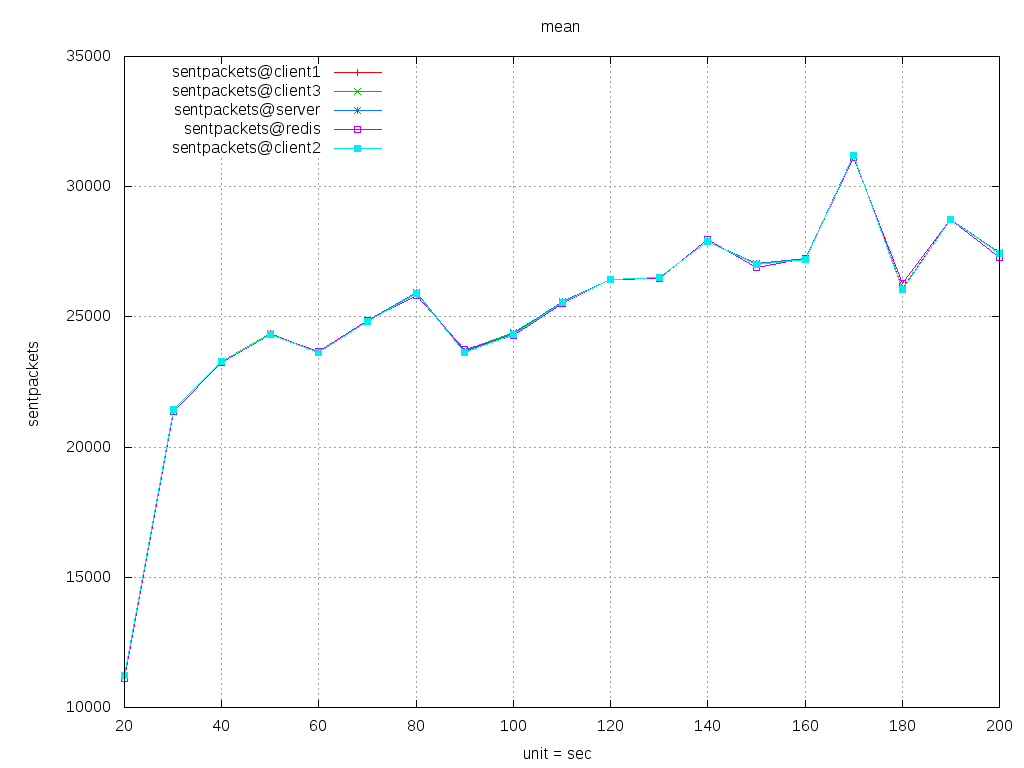 mean
35000
30000
25000
20000
15000
10000
sentpackets
sentpackets@client1
sentpackets@client3
sentpackets@server
sentpackets@redis
sentpackets@client2
20 40 60 80 100 120 140 160 180 200
unit = sec